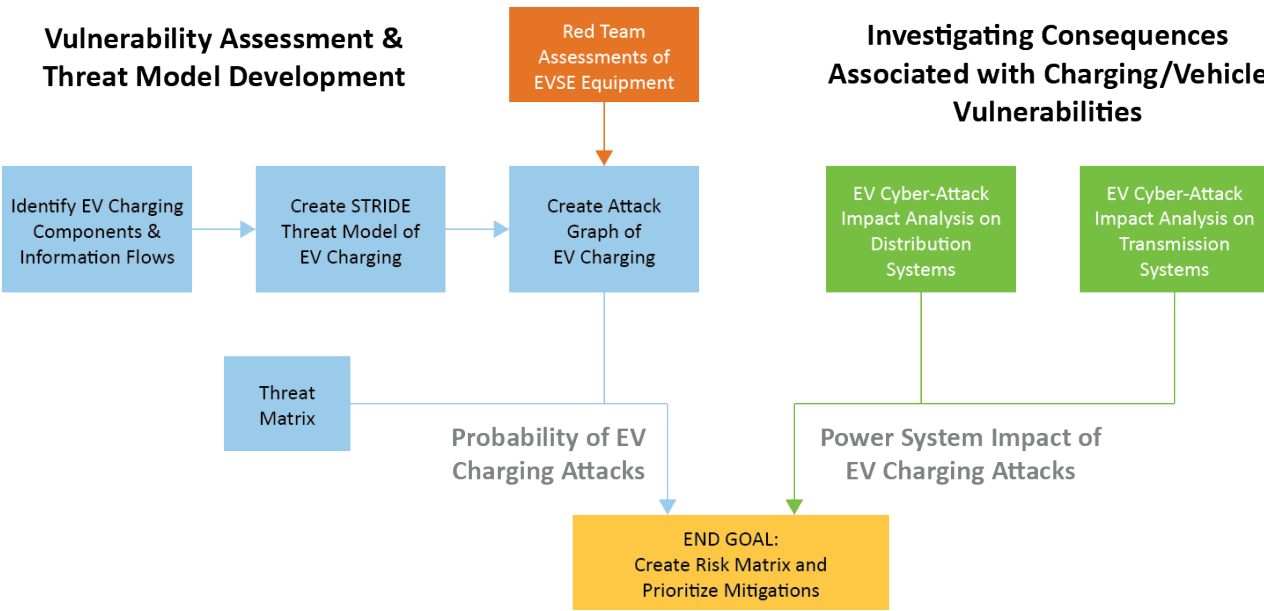 Vulnerability Assessment &
Threat Model Development
Red Team
Assessments of
EVSE Equipment
Investigating Consequences
Associated with Charging/Vehicle
Vulnerabilities
Identify EV Charging
Components &
Information Flows
Create STRIDE
Threat Model of
EV Charging
Create Attack
Graph of
EV Charging
EV Cyber-Attack
Impact Analysis on
Distribution
Systems
EV Cyber-Attack
Impact Analysis on
Transmission
Systems
Threat
Matrix
Probability of EV
Charging Attacks
Power System Impact of
EV Charging Attacks
END GOAL:
Create Risk Matrix and
Prioritize Mitigations